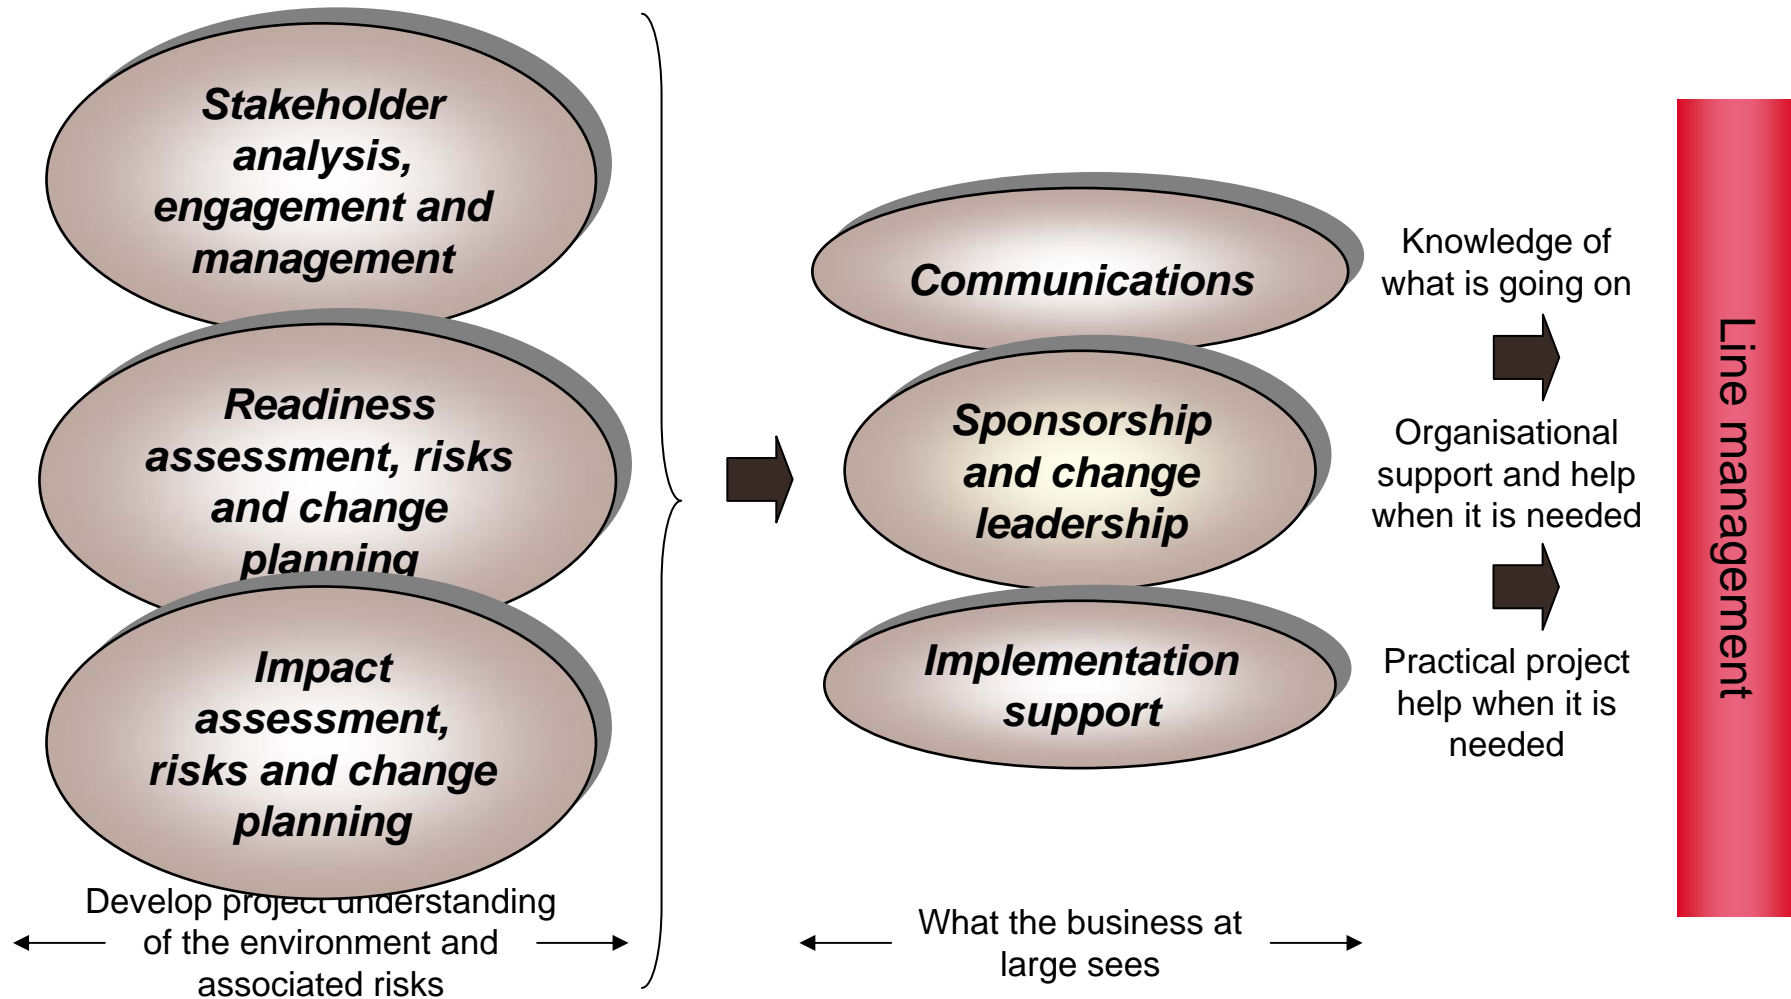 Stakeholder
analysis,
engagement and
management
Readiness
assessment, risks
and change
planning
Impact
assessment,
risks and change
planning
Develop project understanding
of the environment and
associated risks
Communications
Sponsorship
and change
leadership
Implementation
support
What the business at
large sees
Knowledge of
what is going on
Organisational
support and help
when it is needed
Practical project
help when it is
needed
Line management